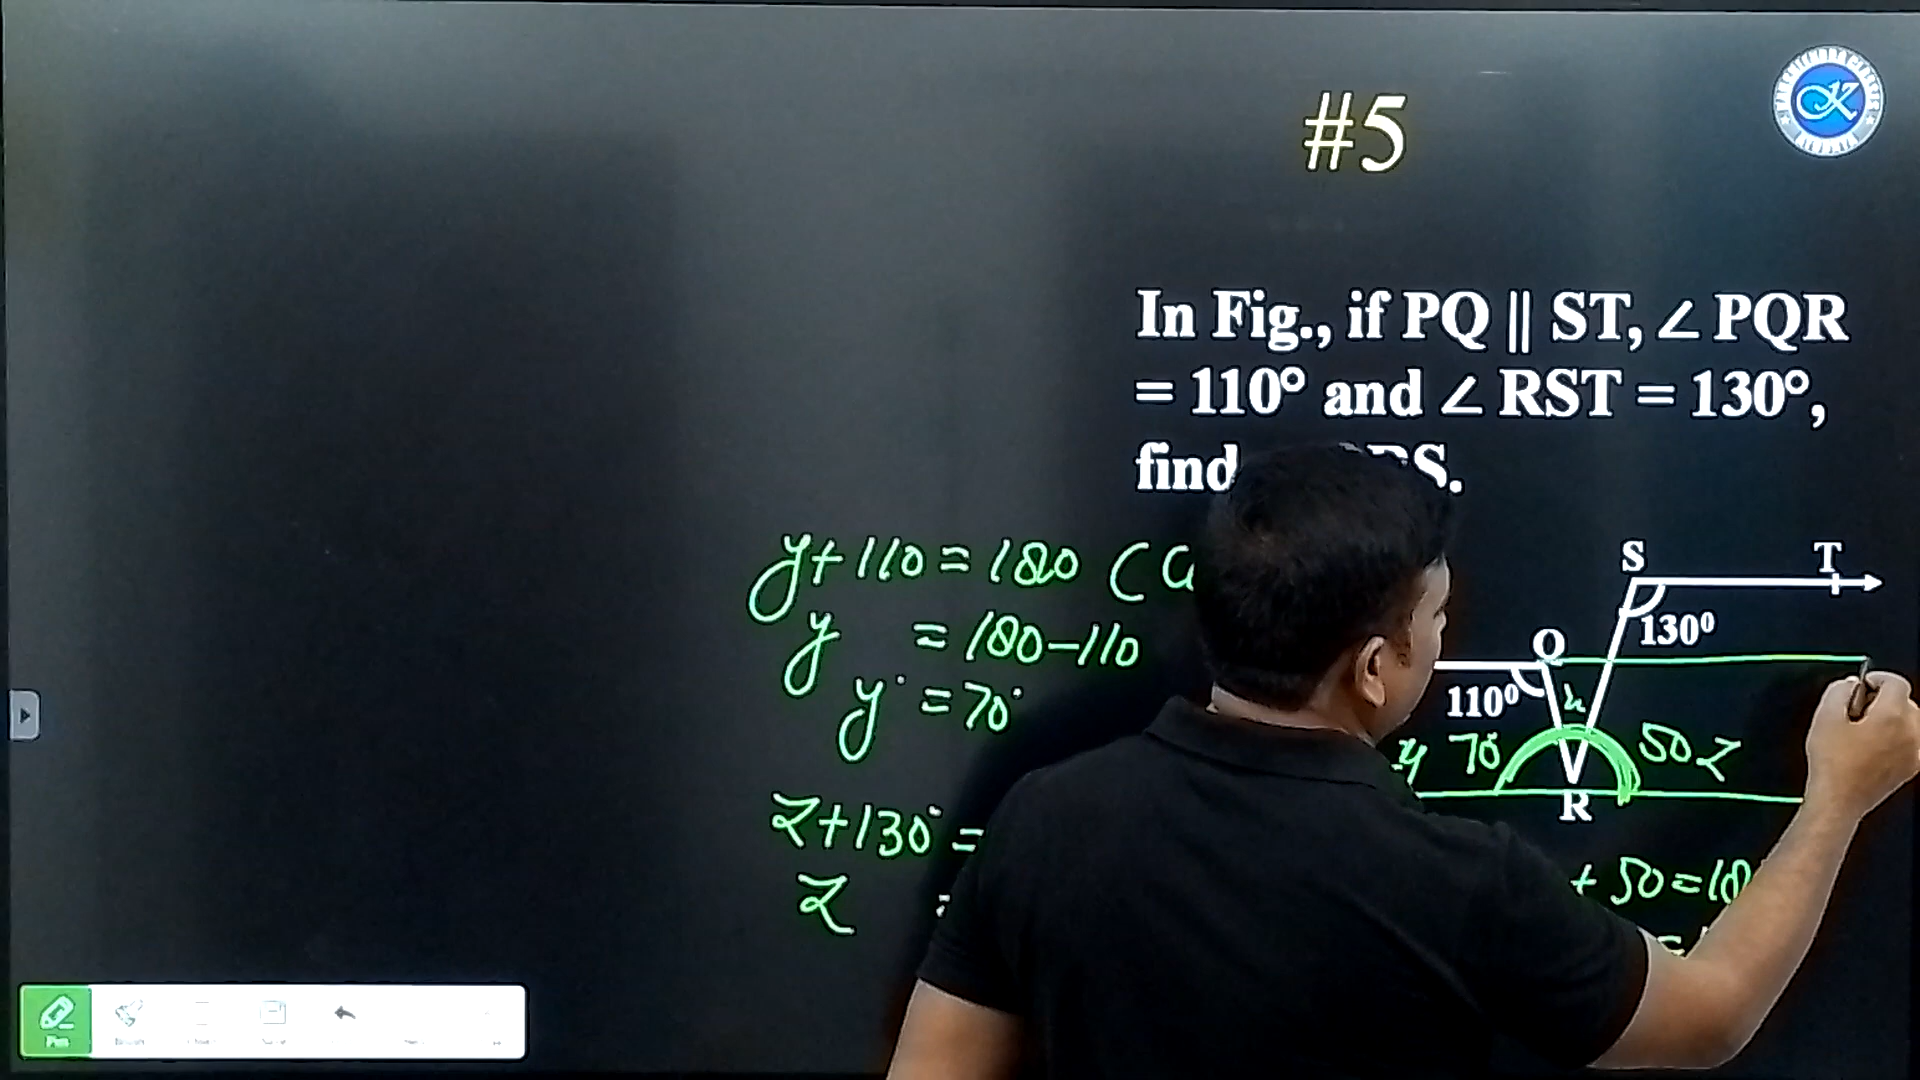 #5
In Fig., if PQ || ST, ∠ PQR
= 110° and ∠ RST = 130°,
find
y+110=180 (
y = 180-110
y° = 70°
z+130° =
z =
S T
130°
Q
110° x
y 70° 50 z
R
+ 50 =